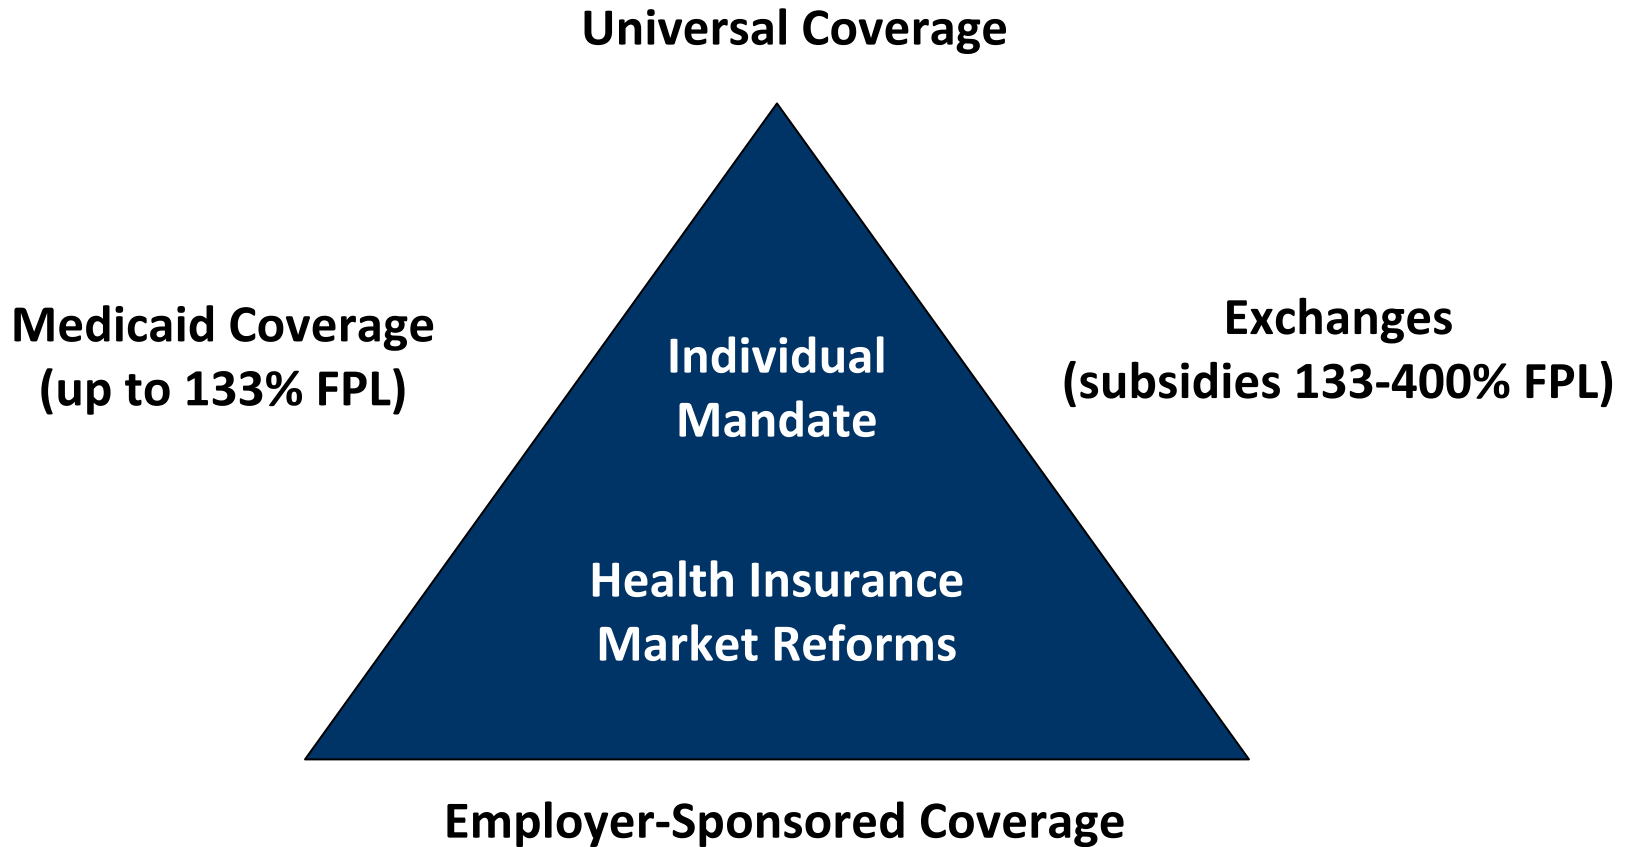 Universal Coverage
Medicaid Coverage
(up to 133% FPL)
Individual
Mandate
Exchanges
(subsidies 133-400% FPL)
Health Insurance
Market Reforms
Employer-Sponsored Coverage